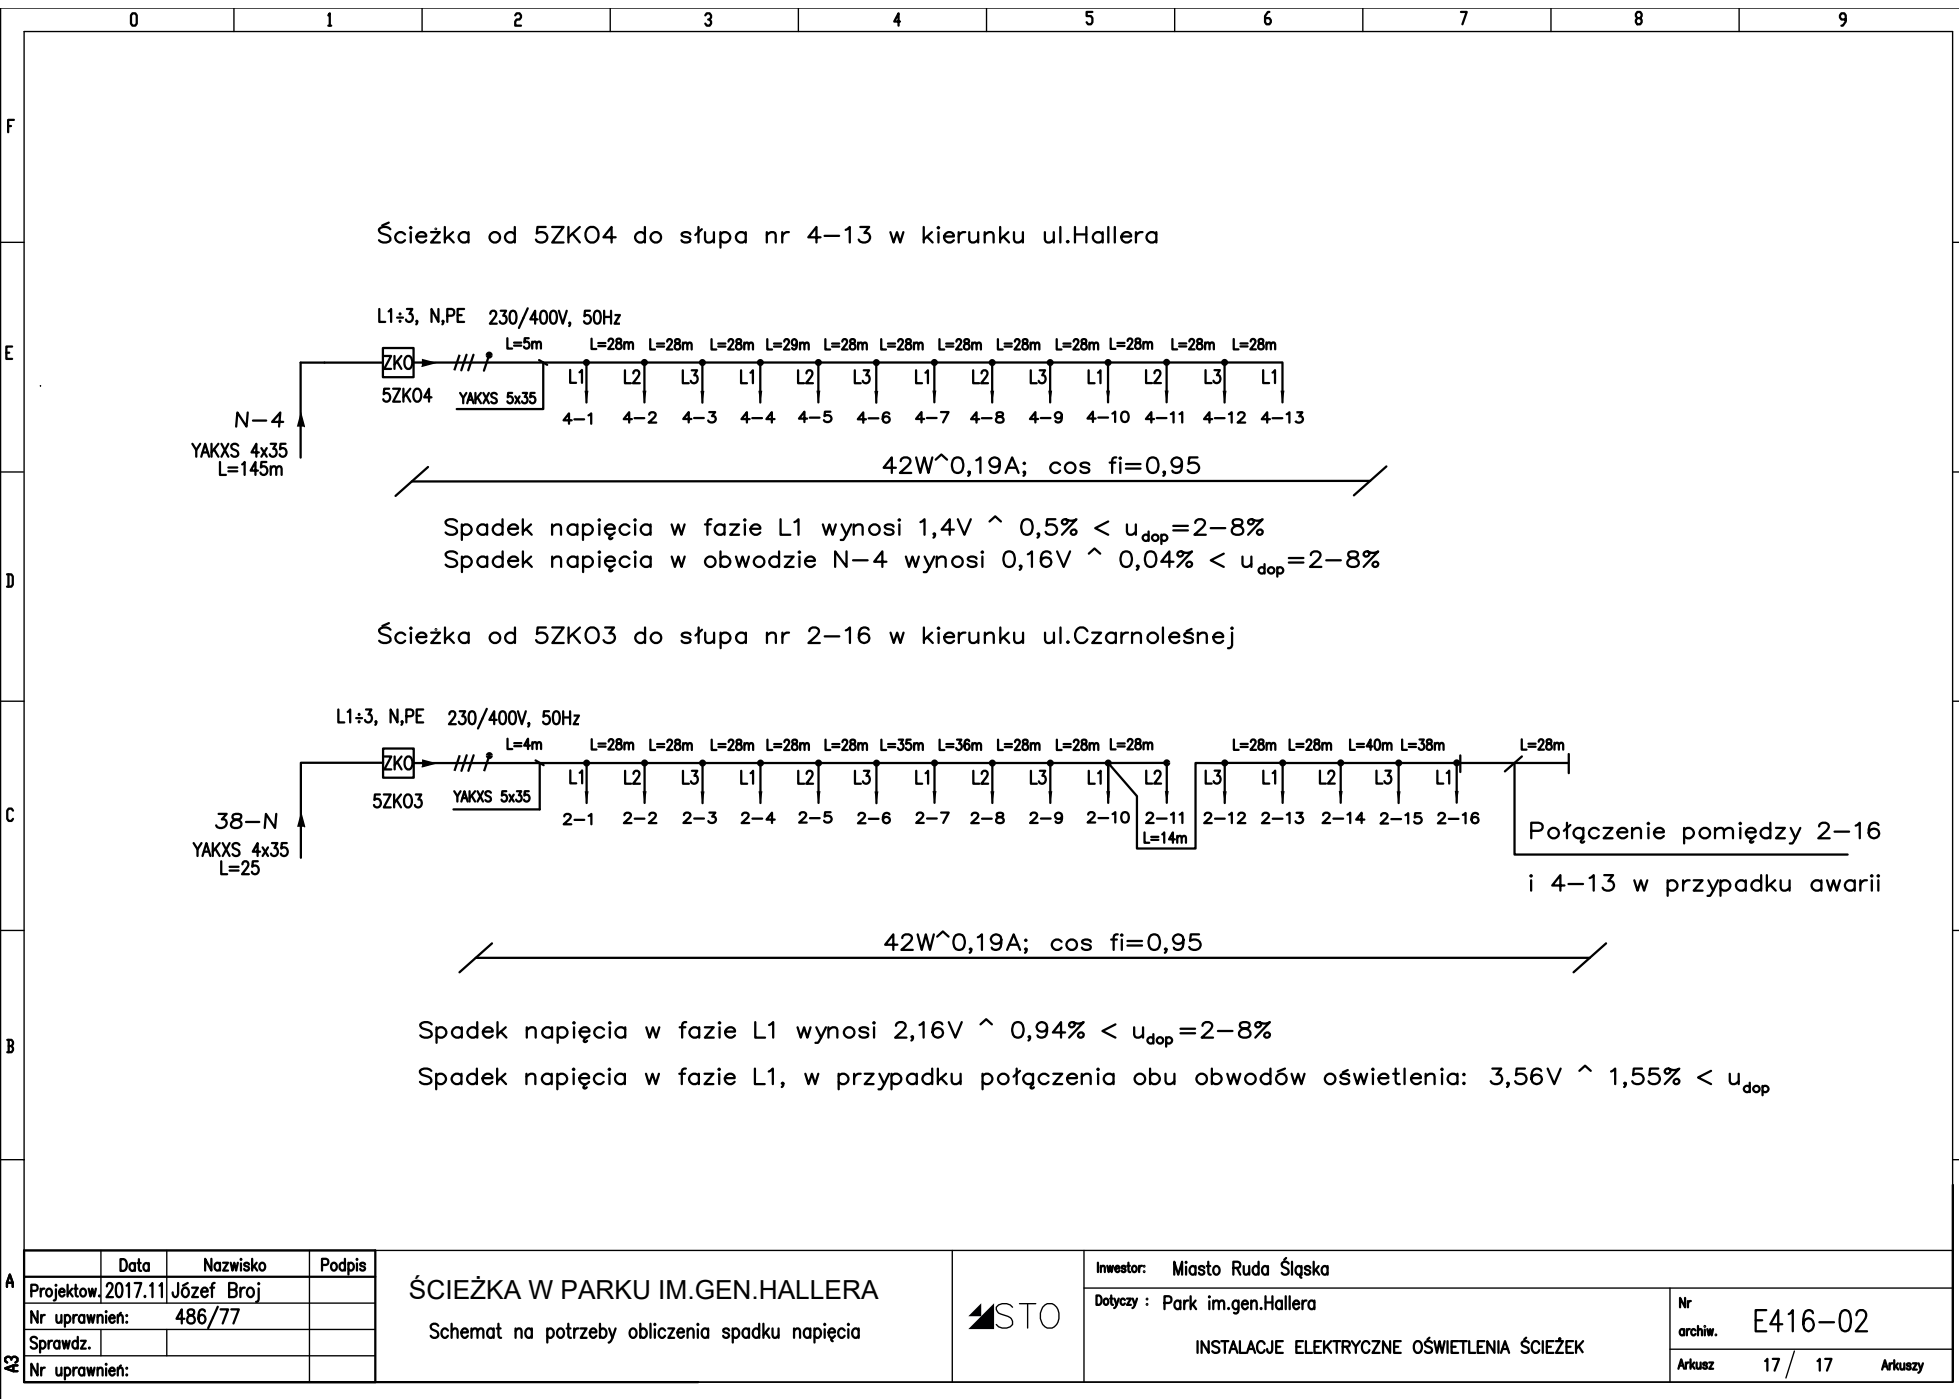 0 1 2 3 4 5 6 7 8 9
F
E
D
C
B
A
A3
Ścieżka od 5ZK04 do słupa nr 4-13 w kierunku ul.Hallera
L1÷3, N,PE 230/400V, 50Hz
L=5m L=28m L=28m L=28m L=29m L=28m L=28m L=28m L=28m L=28m L=28m L=28m L=28m
ZKO
L1 L2 L3 L1 L2 L3 L1 L2 L3 L1 L2 L3 L1
5ZK04 YAKXS 5x35
4-1 4-2 4-3 4-4 4-5 4-6 4-7 4-8 4-9 4-10 4-11 4-12 4-13
N-4
YAKXS 4x35
L=145m
42W^0,19A; cos fi=0,95
Spadek napięcia w fazie L1 wynosi 1,4V ^ 0,5% < udop=2-8%
Spadek napięcia w obwodzie N-4 wynosi 0,16V ^ 0,04% < udop=2-8%
Ścieżka od 5ZK03 do słupa nr 2-16 w kierunku ul.Czarnoleśnej
L1÷3, N,PE 230/400V, 50Hz
L=4m L=28m L=28m L=28m L=28m L=28m L=35m L=36m L=28m L=28m L=28m L=28m L=28m L=40m L=38m L=28m
ZKO
L1 L2 L3 L1 L2 L3 L1 L2 L3 L1 L2 L3 L1 L2 L3 L1
5ZK03 YAKXS 5x35
2-1 2-2 2-3 2-4 2-5 2-6 2-7 2-8 2-9 2-10 2-11 2-12 2-13 2-14 2-15 2-16
L=14m
38-N
YAKXS 4x35
L=25
Połączenie pomiędzy 2-16
i 4-13 w przypadku awarii
42W^0,19A; cos fi=0,95
Spadek napięcia w fazie L1 wynosi 2,16V ^ 0,94% < udop=2-8%
Spadek napięcia w fazie L1, w przypadku połączenia obu obwodów oświetlenia: 3,56V ^ 1,55% < udop
Data Nazwisko Podpis
Projektow. 2017.11 Józef Broj
Nr uprawnień: 486/77
Sprawdz.
Nr uprawnień:
ŚCIEŻKA W PARKU IM.GEN.HALLERA
Schemat na potrzeby obliczenia spadku napięcia
STO
Inwestor: Miasto Ruda Śląska
Dotyczy : Park im.gen.Hallera
INSTALACJE ELEKTRYCZNE OŚWIETLENIA ŚCIEŻEK
Nr archiw. E416-02
Arkusz 17 / 17 Arkuszy